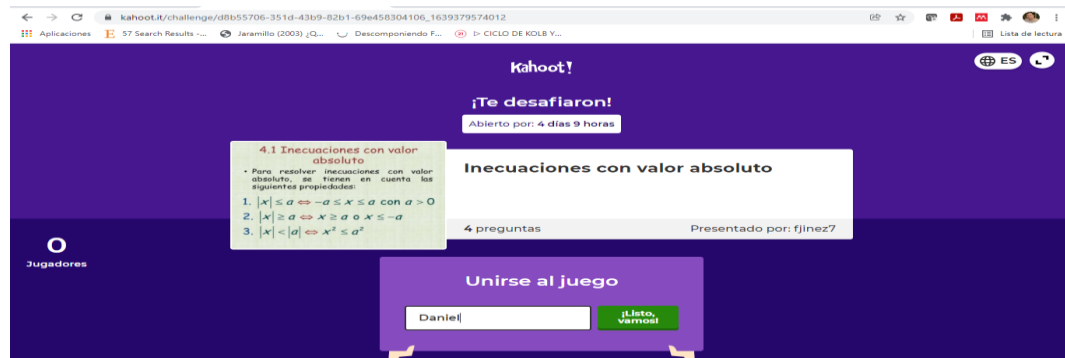 kahoot.it/challenge/d8b55706-351d-43b9-82b1-69e458304106_1639379574012
Aplicaciones 57 Search Results -... Jaramillo (2003) ¿Q... Descomponiendo F... ▷ CICLO DE KOLB Y... Lista de lectura
Kahoot!
ES
¡Te desafiaron!
Abierto por: 4 días 9 horas
4.1 Inecuaciones con valor
absoluto
• Para resolver inecuaciones con valor
absoluto, se tienen en cuenta las
siguientes propiedades:
1. |x| ≤ a ⇔ -a ≤ x ≤ a con a > 0
2. |x| ≥ a ⇔ x ≥ a o x ≤ -a
3. |x| < |a| ⇔ x² ≤ a²
Inecuaciones con valor absoluto
4 preguntas
Presentado por: fjinez7
0
Jugadores
Unirse al juego
Daniel
¡Listo,
vamos!